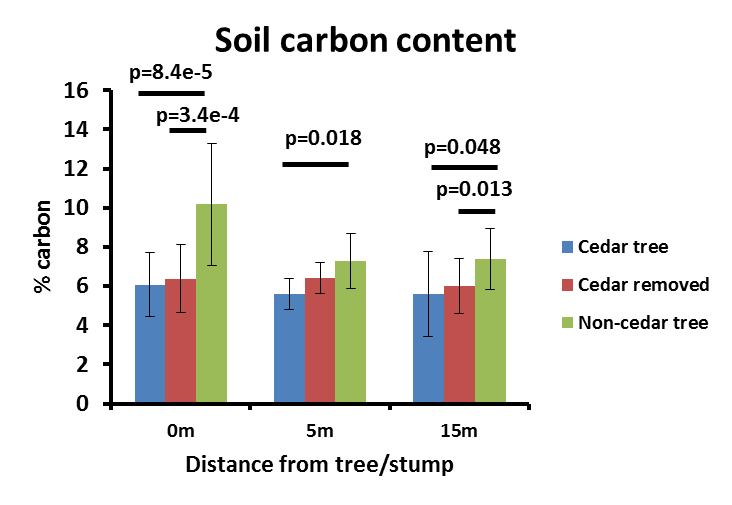 Soil carbon content
p=8.4e-5
p=3.4e-4
p=0.018
p=0.048
p=0.013
% carbon
16
14
12
10
8
6
4
2
0
0m 5m 15m
Distance from tree/stump
Cedar tree
Cedar removed
Non-cedar tree